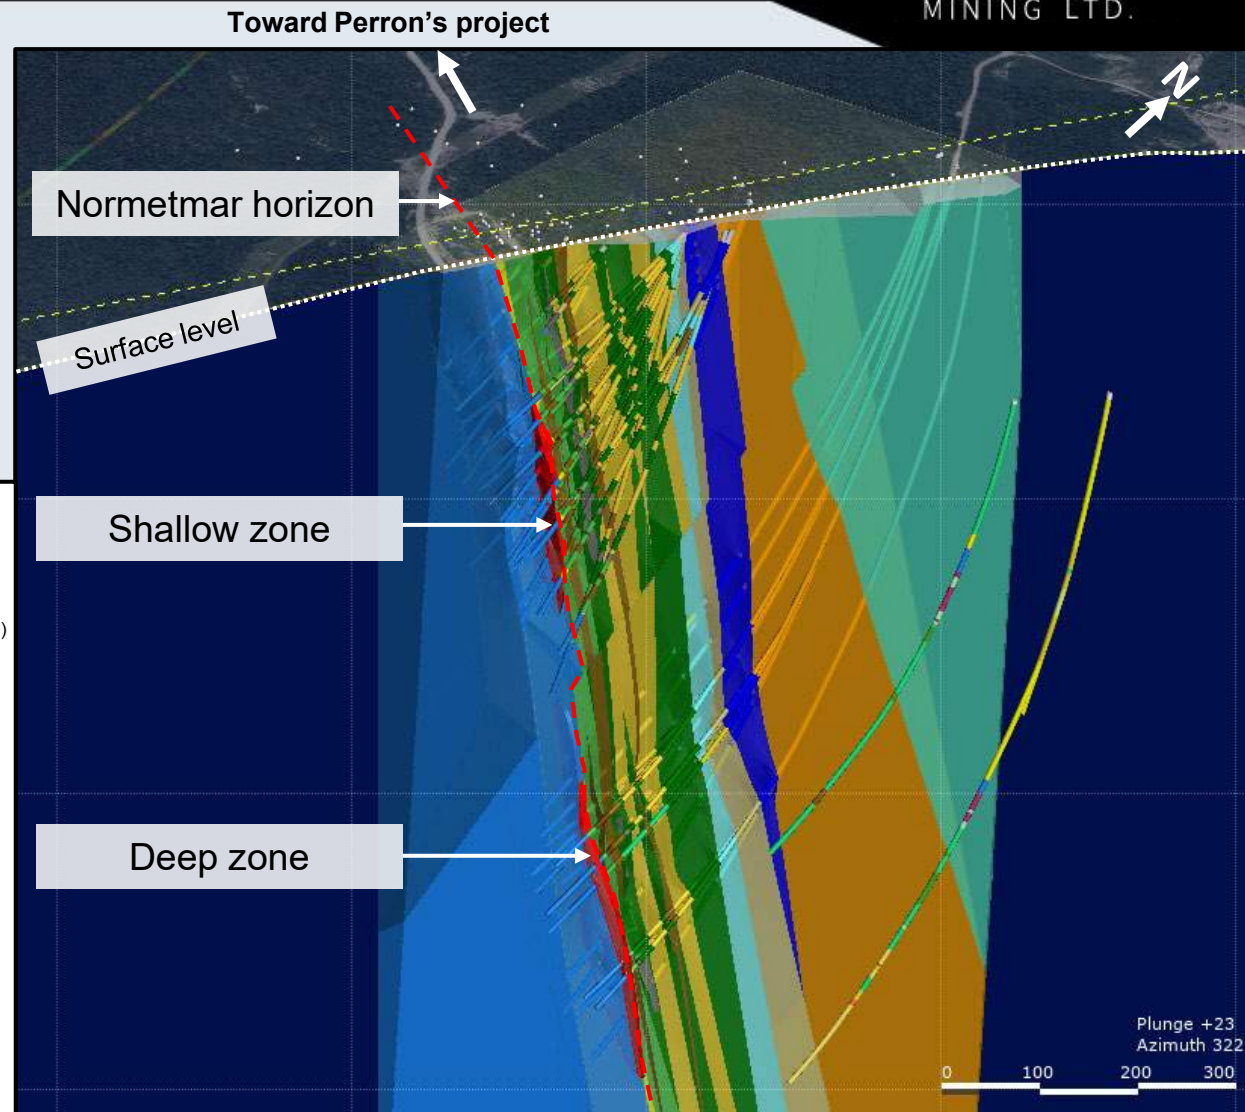 MINING LTD.
Toward Perron's project
N
Normetmar horizon
Surface level
Shallow zone
)
Deep zone
Plunge +23
Azimuth 322
0 100 200 300